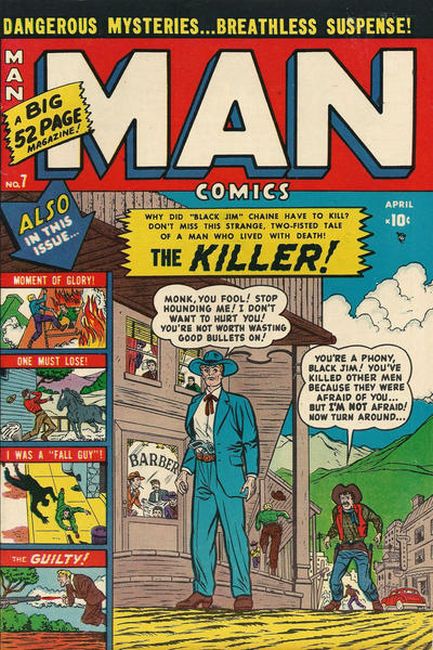 DANGEROUS MYSTERIES...BREATHLESS SUSPENSE!
MAN
MAN
COMICS
A BIG
52 PAGE
MAGAZINE!
NO. 7
APRIL
10¢
ALSO
IN THIS
ISSUE...
WHY DID "BLACK JIM" CHAINE HAVE TO KILL?
DON'T MISS THIS STRANGE, TWO-FISTED TALE
OF A MAN WHO LIVED WITH DEATH!
THE KILLER!
MOMENT OF GLORY!
ONE MUST LOSE!
I WAS A "FALL GUY"!
THE GUILTY!
MONK, YOU FOOL! STOP
HOUNDING ME! I DON'T
WANT TO HURT YOU!
YOU'RE NOT WORTH WASTING
GOOD BULLETS ON!
YOU'RE A PHONY,
BLACK JIM! YOU'VE
KILLED OTHER MEN
BECAUSE THEY WERE
AFRAID OF YOU...
BUT I'M NOT AFRAID!
NOW TURN AROUND...
BARBER